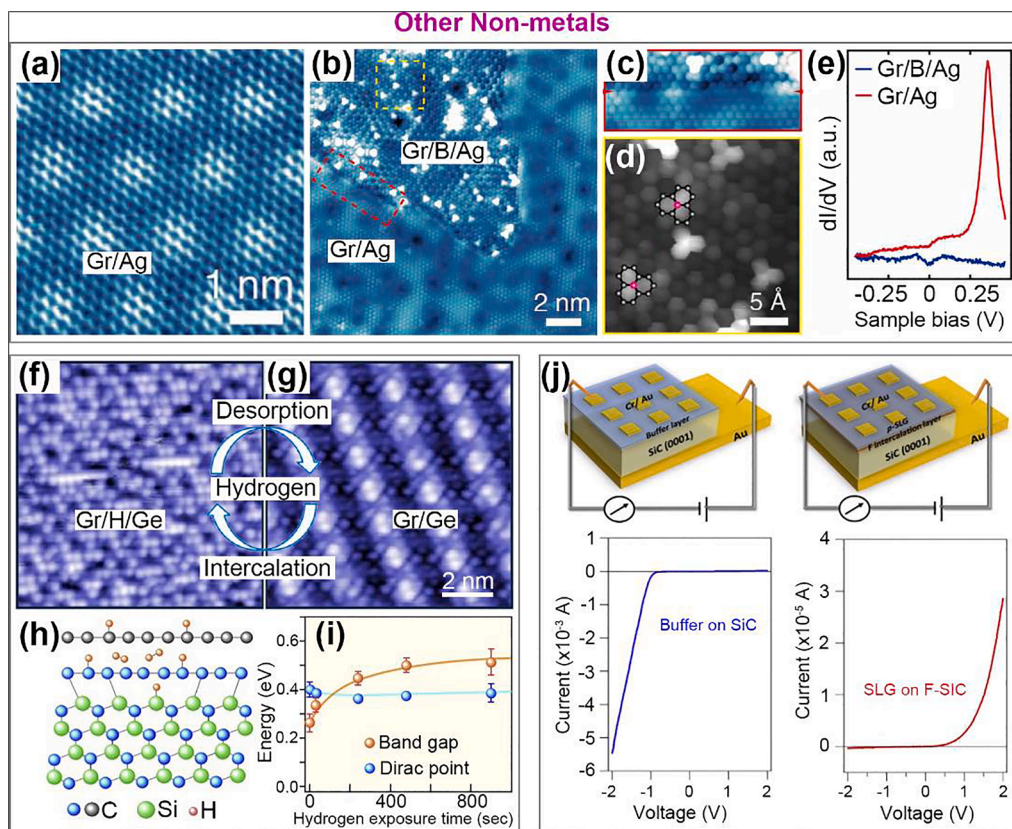 Other Non-metals
(a)
Gr/Ag
1 nm
(b)
Gr/B/Ag
Gr/Ag
2 nm
(c)
(d)
5 Å
(e)
Gr/B/Ag
Gr/Ag
dI/dV (a.u.)
-0.25 0 0.25
Sample bias (V)
(f)
Gr/H/Ge
(g)
Gr/Ge
2 nm
Desorption
Hydrogen
Intercalation
(h)
C Si H
(i)
Energy (eV)
0.6
0.4
0.2
0.0
Band gap
Dirac point
0 400 800
Hydrogen exposure time (sec)
(j)
Cr/ Au
Buffer layer
SiC (0001)
Au
Cr/ Au
p-SLG
F intercalation layer
SiC (0001)
Au
Current (x10⁻³ A)
1
0
-1
-2
-3
-4
-5
-6
Buffer on SiC
-2 -1 0 1 2
Voltage (V)
Current (x10⁻⁵ A)
4
3
2
1
0
SLG on F-SIC
-2 -1 0 1 2
Voltage (V)